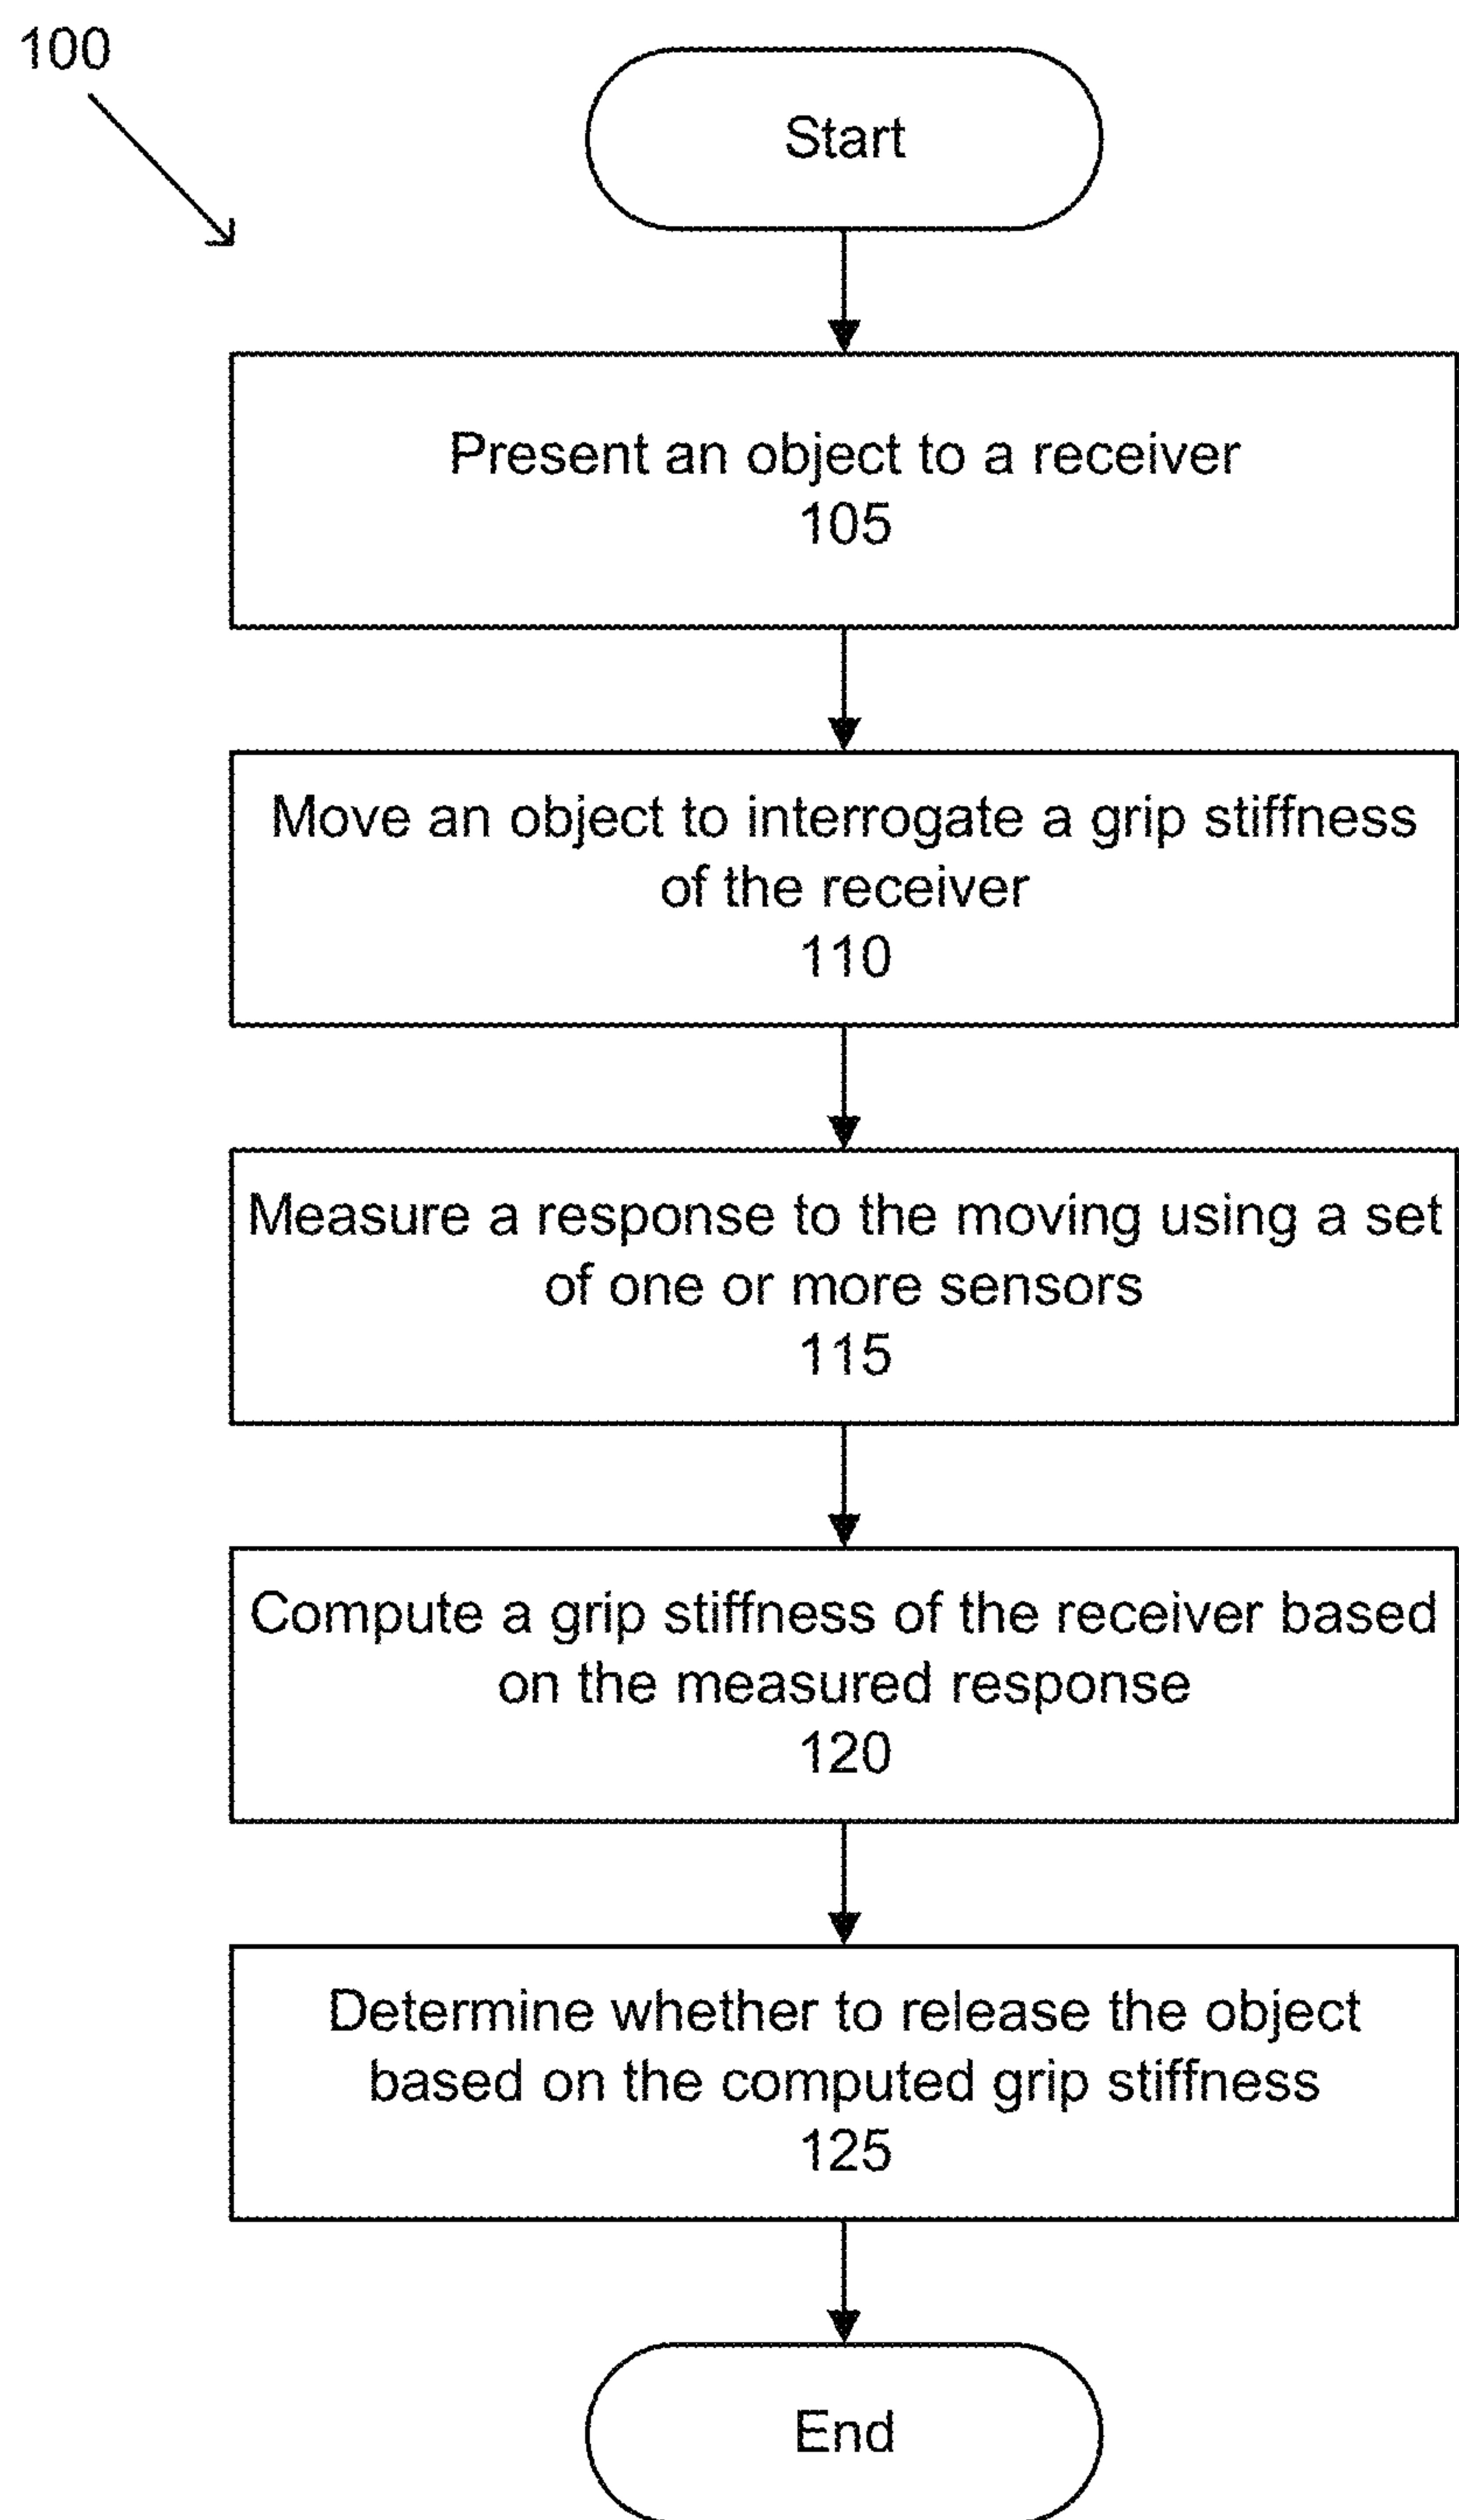 100
Start
Present an object to a receiver
105
Move an object to interrogate a grip stiffness
of the receiver
110
Measure a response to the moving using a set
of one or more sensors
115
Compute a grip stiffness of the receiver based
on the measured response
120
Determine whether to release the object
based on the computed grip stiffness
125
End